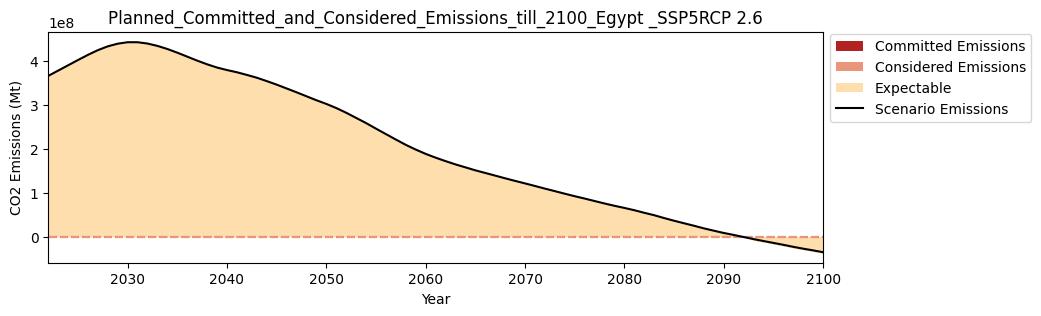 Planned_Committed_and_Considered_Emissions_till_2100_Egypt _SSP5RCP 2.6
1e8
4
3
2
1
0
CO2 Emissions (Mt)
2030 2040 2050 2060 2070 2080 2090 2100
Year
Committed Emissions
Considered Emissions
Expectable
Scenario Emissions